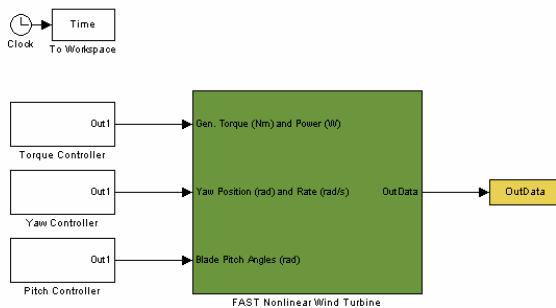 Time
Clock
To Workspace
Out1
Gen. Torque (Nm) and Power (W)
Torque Controller
Out1
Yaw Position (rad) and Rate (rad/s)
OutData
OutData
Yaw Controller
Out1
Blade Pitch Angles (rad)
Pitch Controller
FAST Nonlinear Wind Turbine